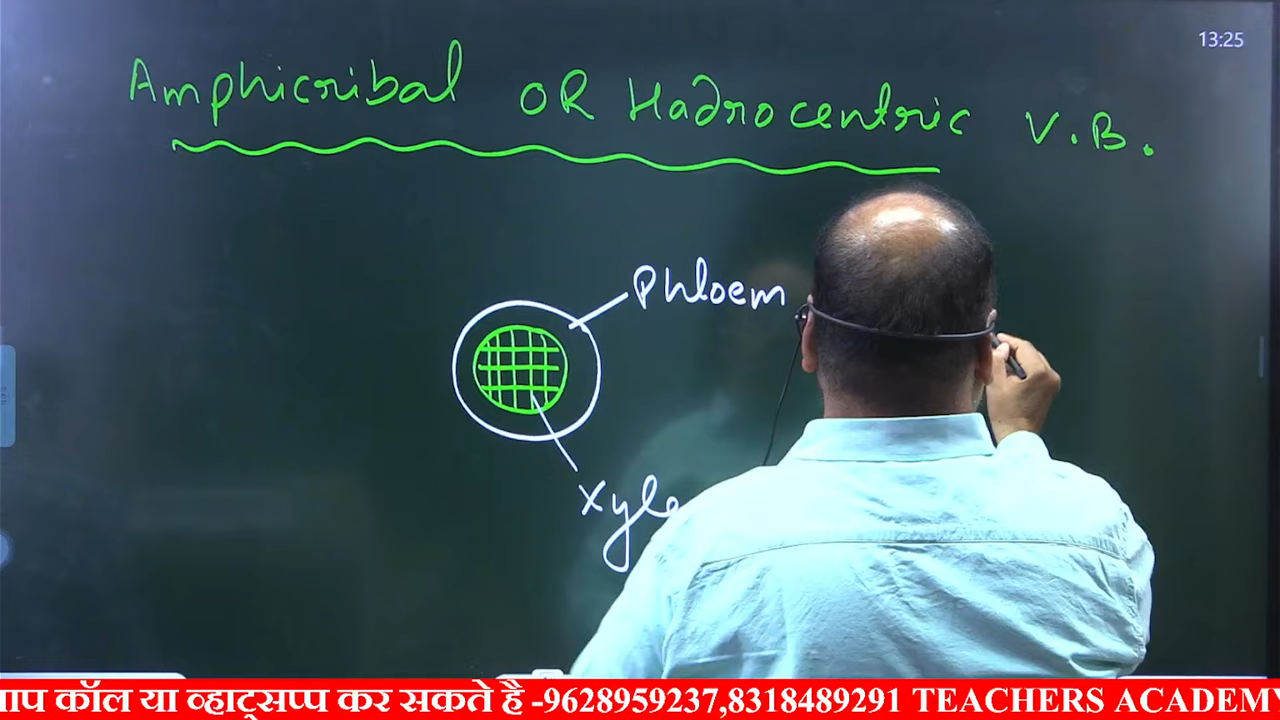 13:25
Amphicribal OR Hadrocentric V.B.
Phloem
xyle
कॉल या व्हाट्सप्प कर सकते है -9628959237,8318489291 TEACHERS ACADEMY